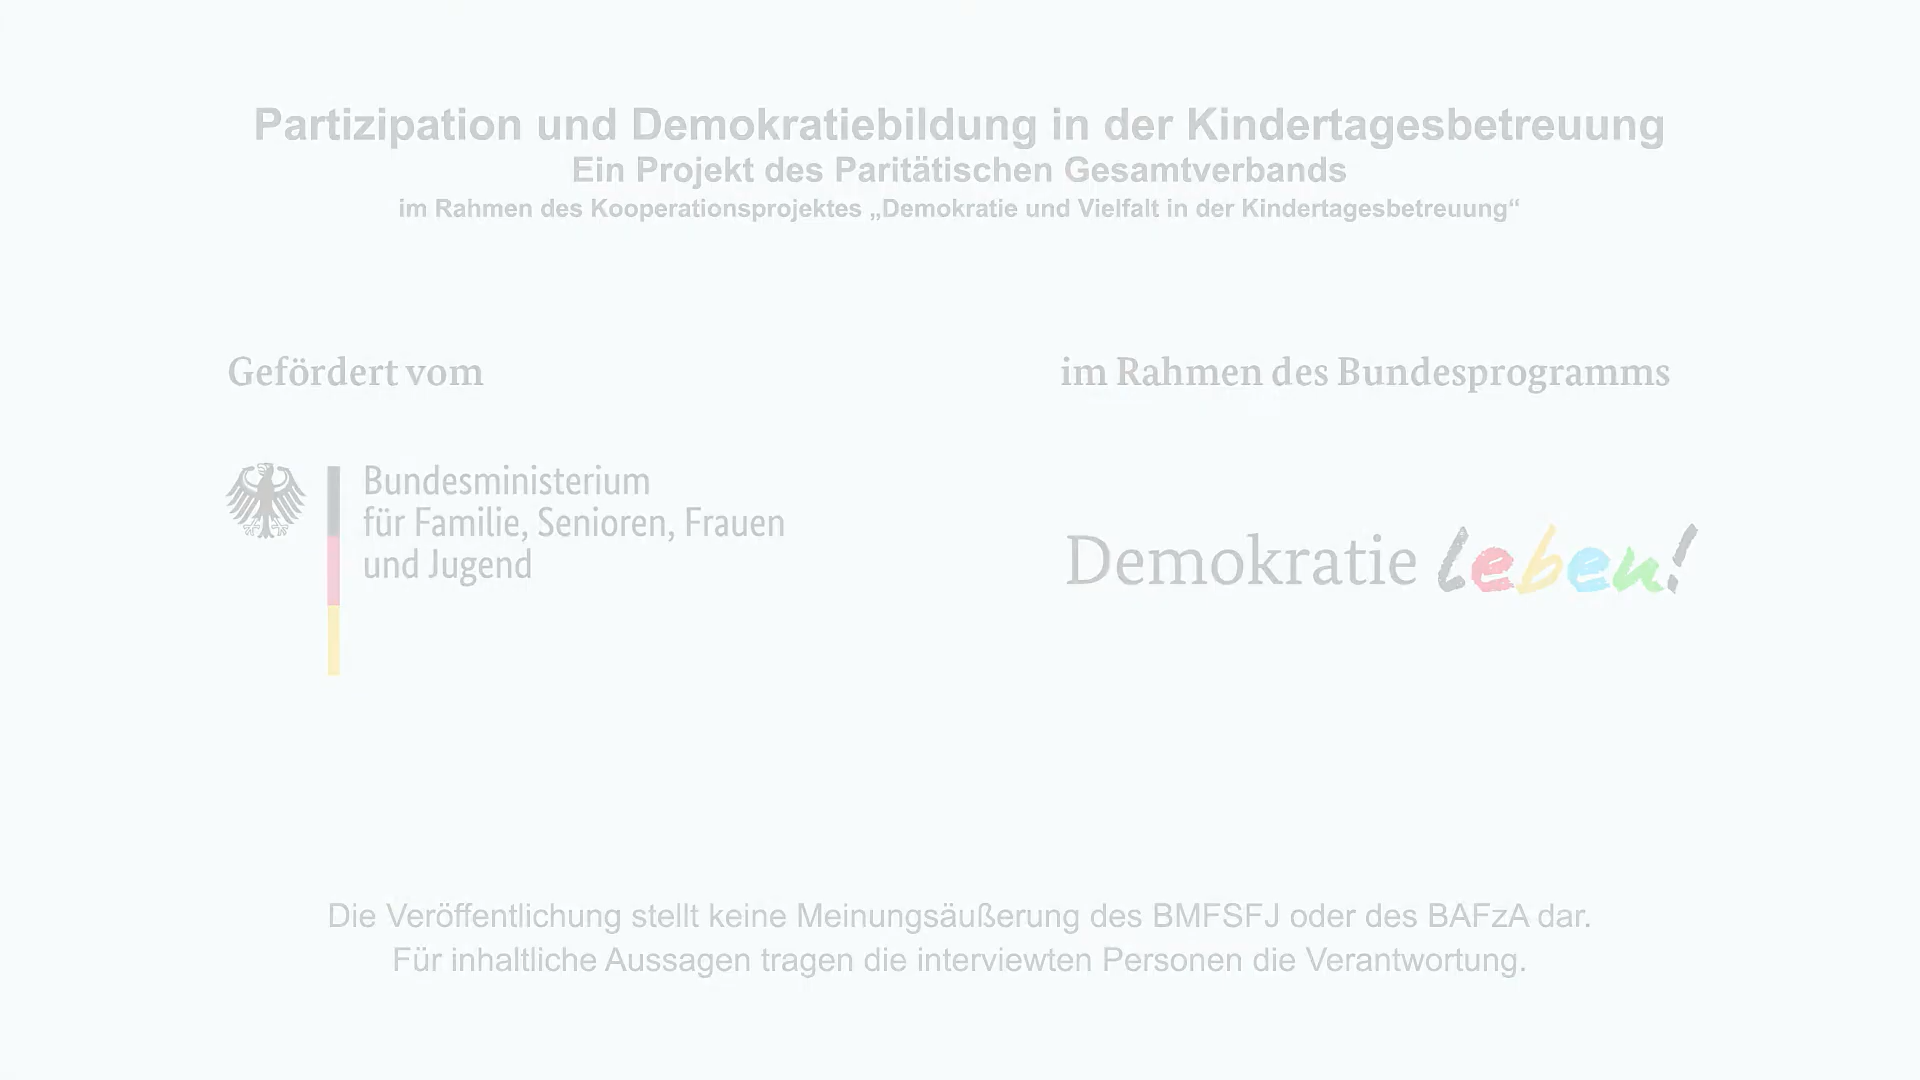 Partizipation und Demokratiebildung in der Kindertagesbetreuung
Ein Projekt des Paritätischen Gesamtverbands
im Rahmen des Kooperationsprojektes „Demokratie und Vielfalt in der Kindertagesbetreuung“
Gefördert vom
Bundesministerium
für Familie, Senioren, Frauen
und Jugend
im Rahmen des Bundesprogramms
Demokratie leben!
Die Veröffentlichung stellt keine Meinungsäußerung des BMFSFJ oder des BAFzA dar.
Für inhaltliche Aussagen tragen die interviewten Personen die Verantwortung.